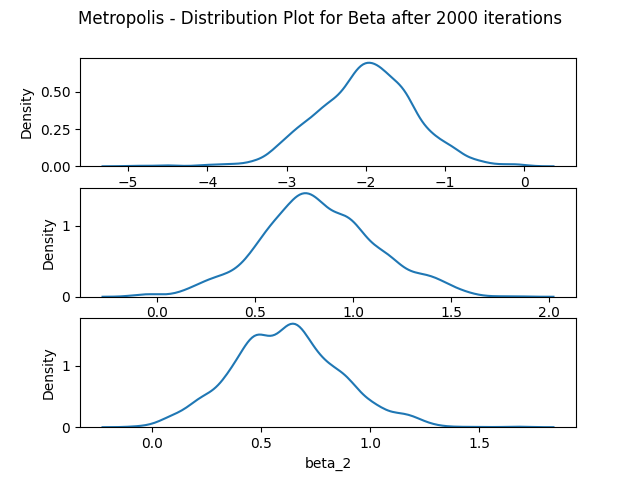 Metropolis - Distribution Plot for Beta after 2000 iterations
Density
0.50
0.25
0.00
−5 −4 −3 −2 −1 0
Density
1
0
0.0 0.5 1.0 1.5 2.0
Density
1
0
0.0 0.5 1.0 1.5
beta_2